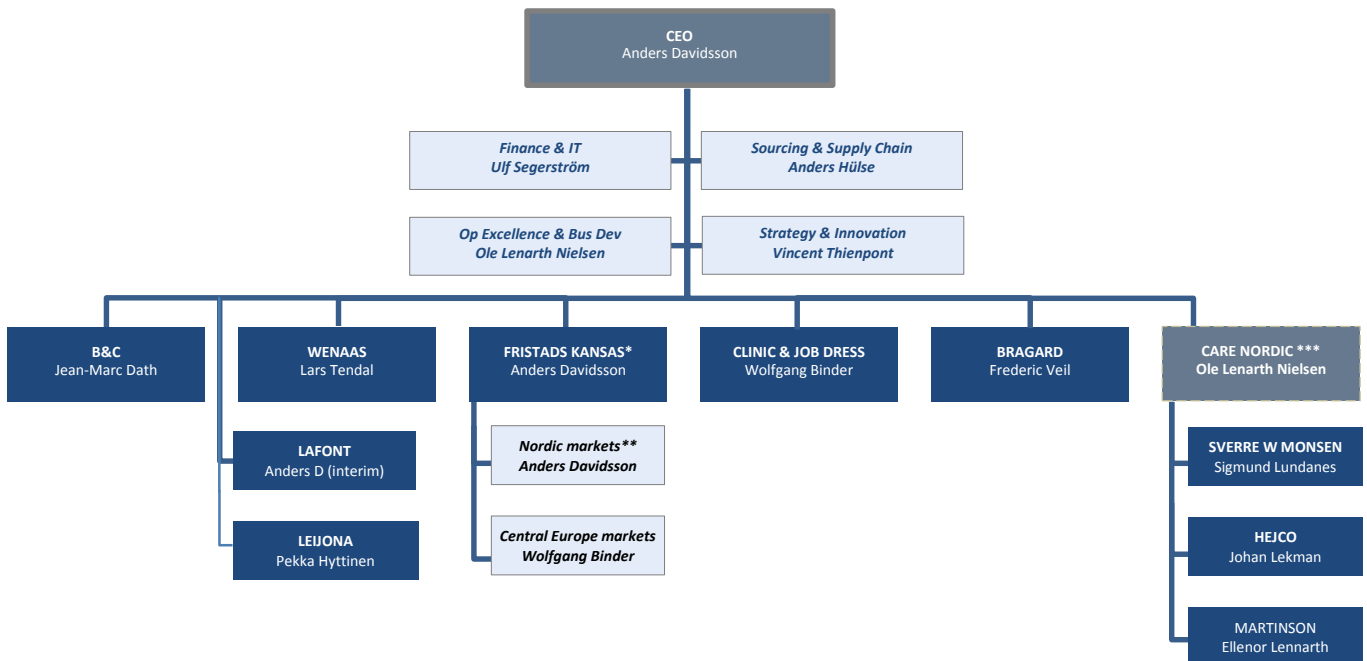 CEO
Anders Davidsson
Finance & IT
Ulf Segerström
Sourcing & Supply Chain
Anders Hülse
Op Excellence & Bus Dev
Ole Lenarth Nielsen
Strategy & Innovation
Vincent Thienpont
B&C
Jean-Marc Dath
WENAAS
Lars Tendal
FRISTADS KANSAS*
Anders Davidsson
CLINIC & JOB DRESS
Wolfgang Binder
BRAGARD
Frederic Veil
CARE NORDIC ***
Ole Lenarth Nielsen
LAFONT
Anders D (interim)
LEIJONA
Pekka Hyttinen
Nordic markets**
Anders Davidsson
Central Europe markets
Wolfgang Binder
SVERRE W MONSEN
Sigmund Lundanes
HEJCO
Johan Lekman
MARTINSON
Ellenor Lennarth